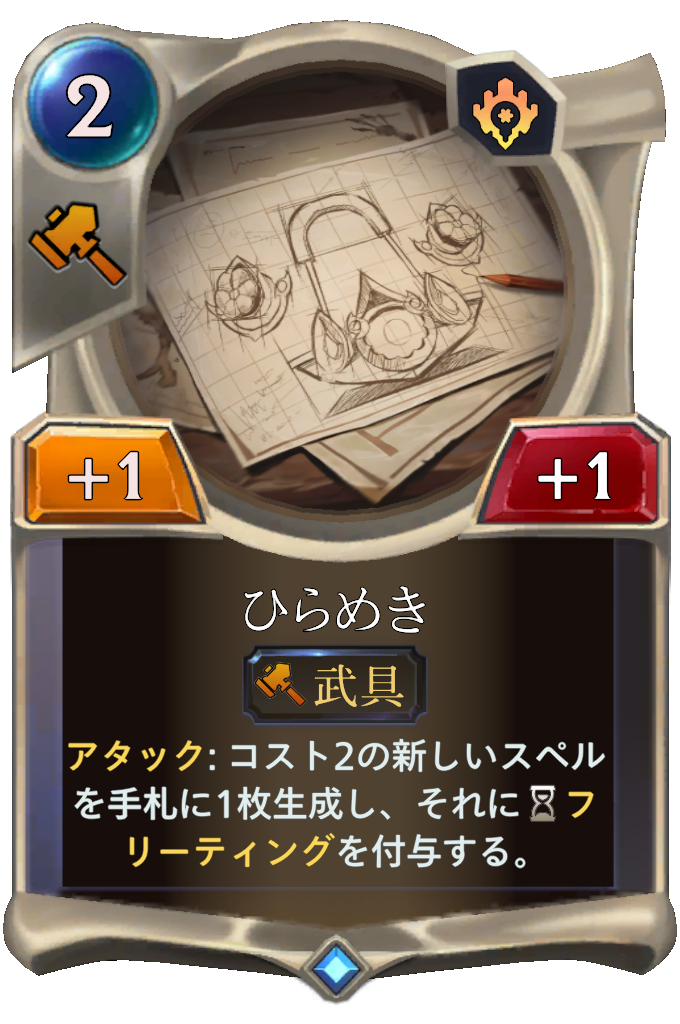 2
+1
+1
ひらめき
武具
アタック: コスト2の新しいスペル
を手札に1枚生成し、それにフ
リーティングを付与する。